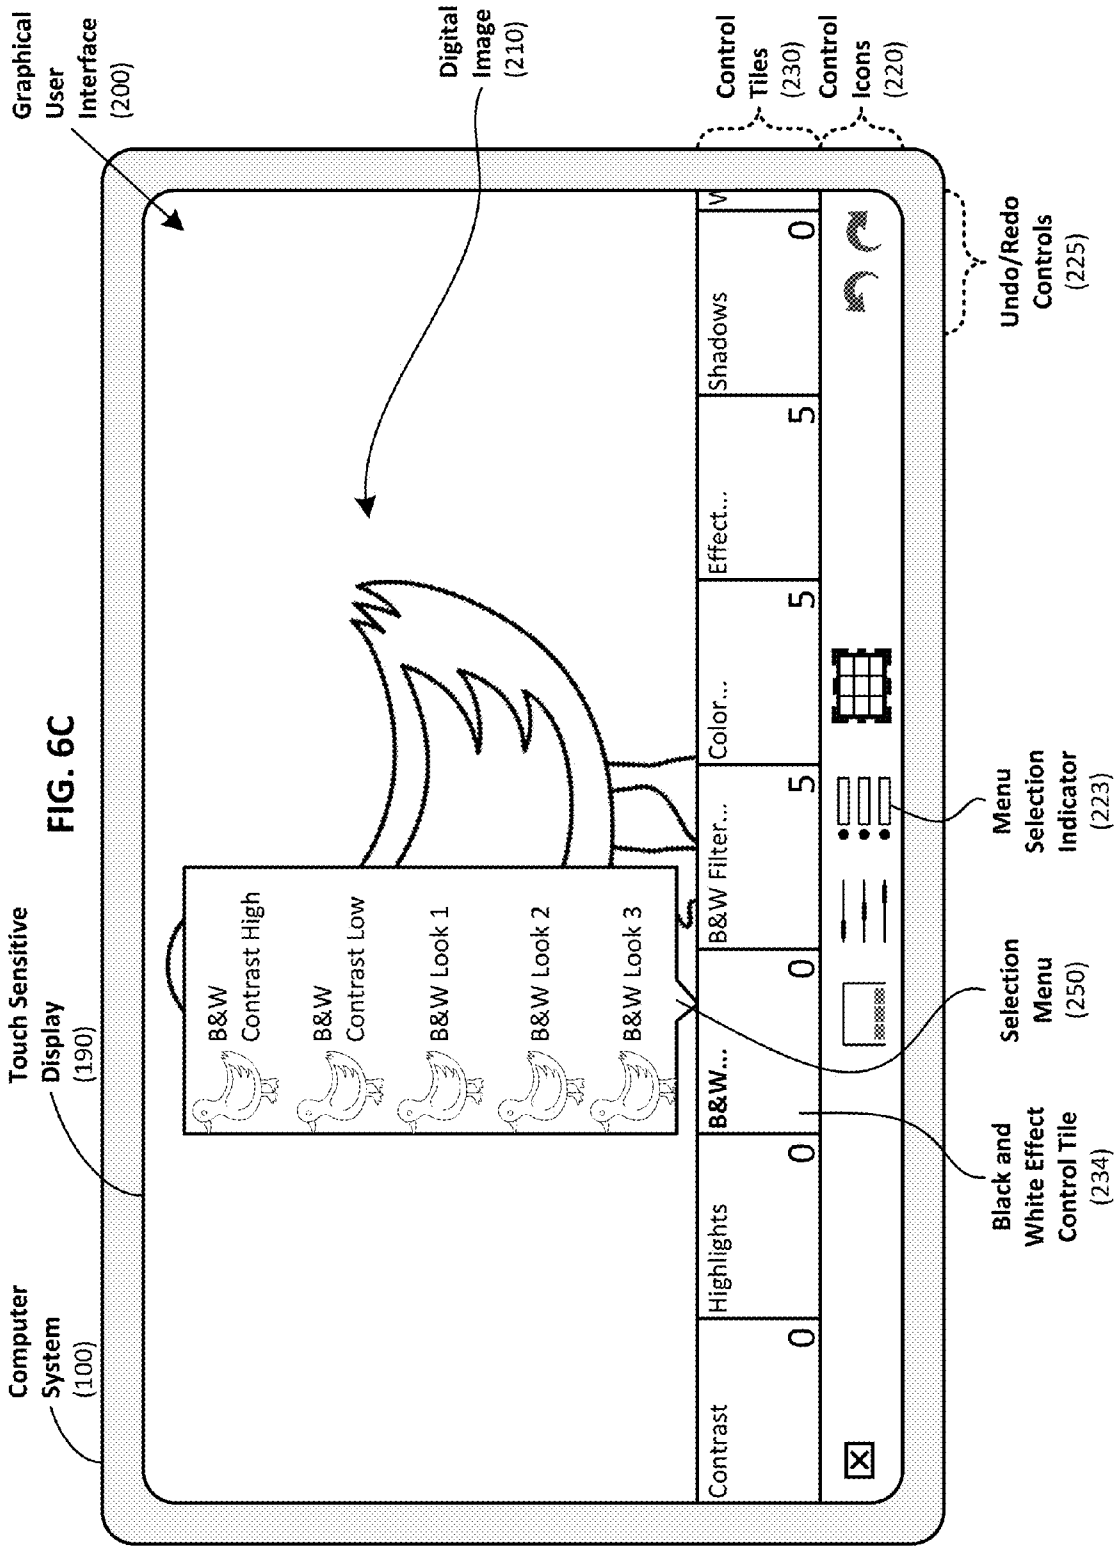 FIG. 6C
Computer
System
(100)
Touch Sensitive
Display
(190)
Graphical
User
Interface
(200)
Digital
Image
(210)
B&W
Contrast High
B&W
Contrast Low
B&W Look 1
B&W Look 2
B&W Look 3
Control
Tiles
(230)
Control
Icons
(220)
Contrast
0
Highlights
0
B&W...
0
B&W Filter...
5
Color...
5
Effect...
5
Shadows
0
Black and
White Effect
Control Tile
(234)
Selection
Menu
(250)
Menu
Selection
Indicator
(223)
Undo/Redo
Controls
(225)